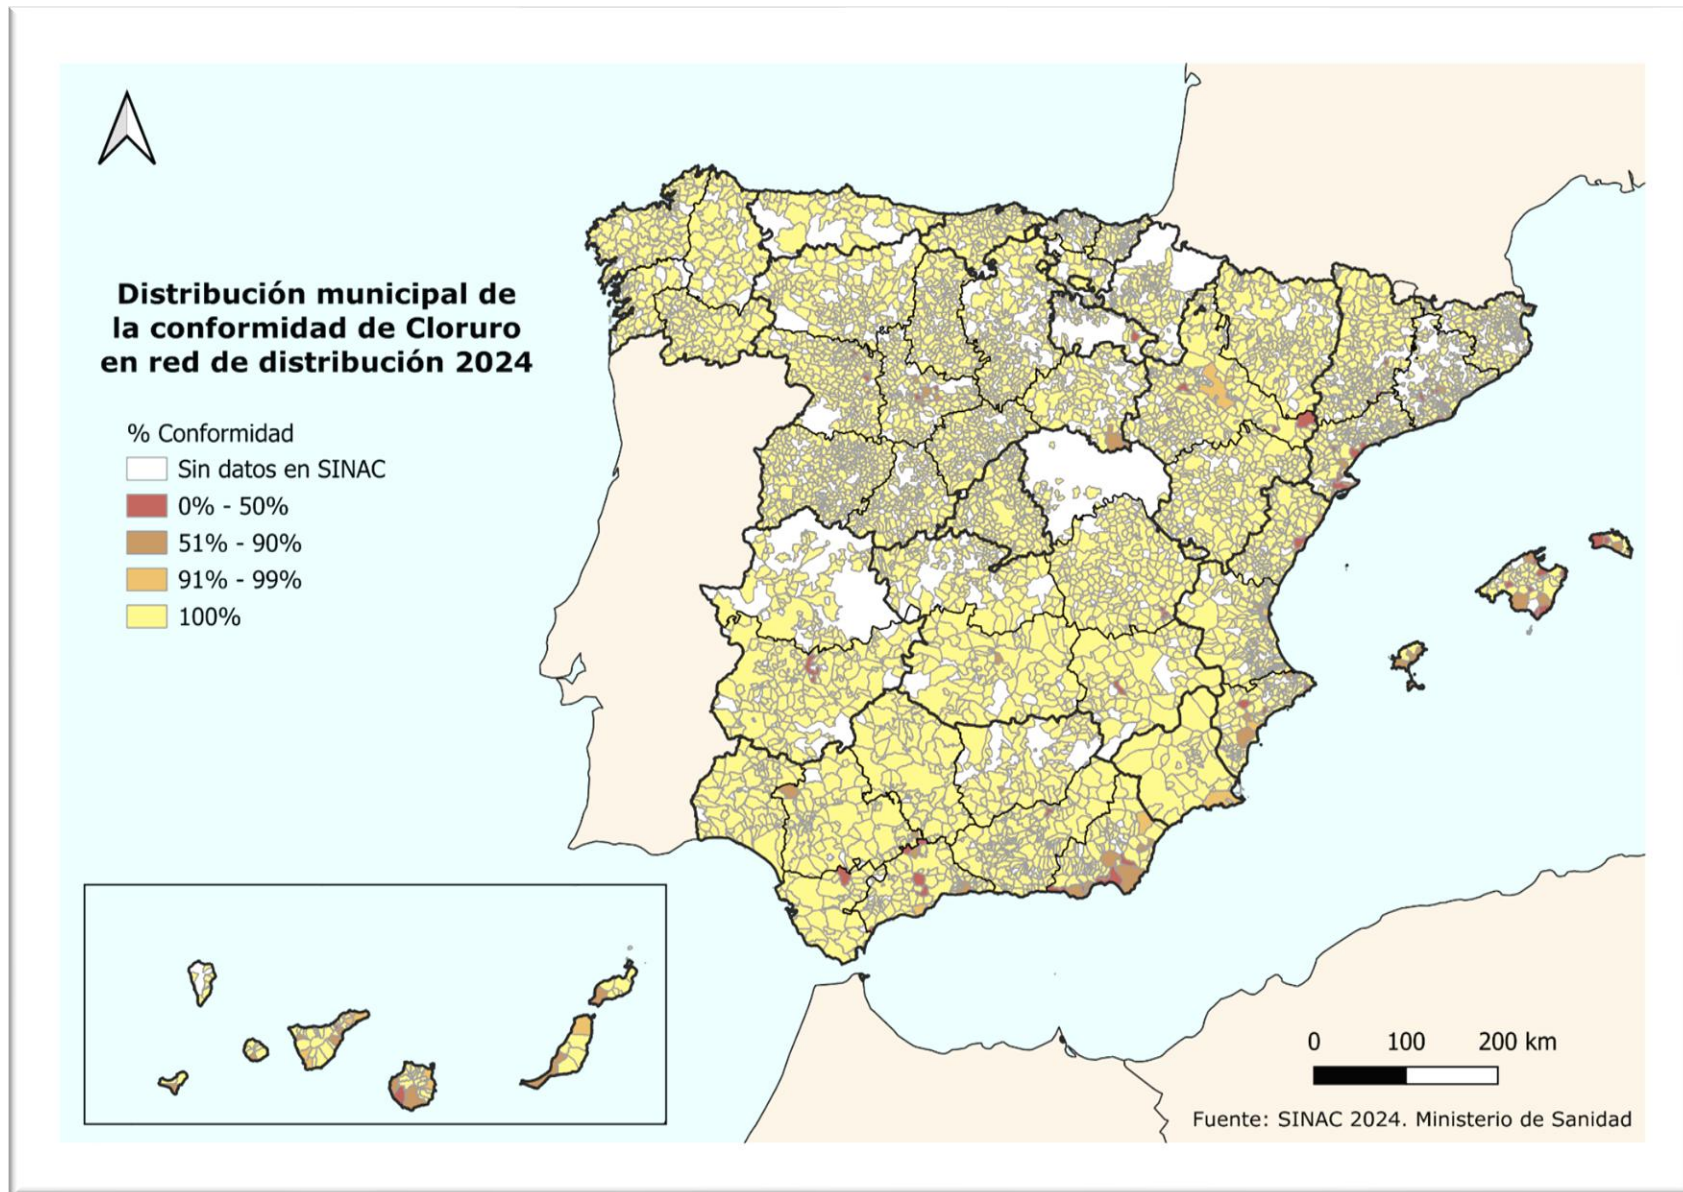 Distribución municipal de
la conformidad de Cloruro
en red de distribución 2024
% Conformidad
Sin datos en SINAC
0% - 50%
51% - 90%
91% - 99%
100%
0 100 200 km
Fuente: SINAC 2024. Ministerio de Sanidad